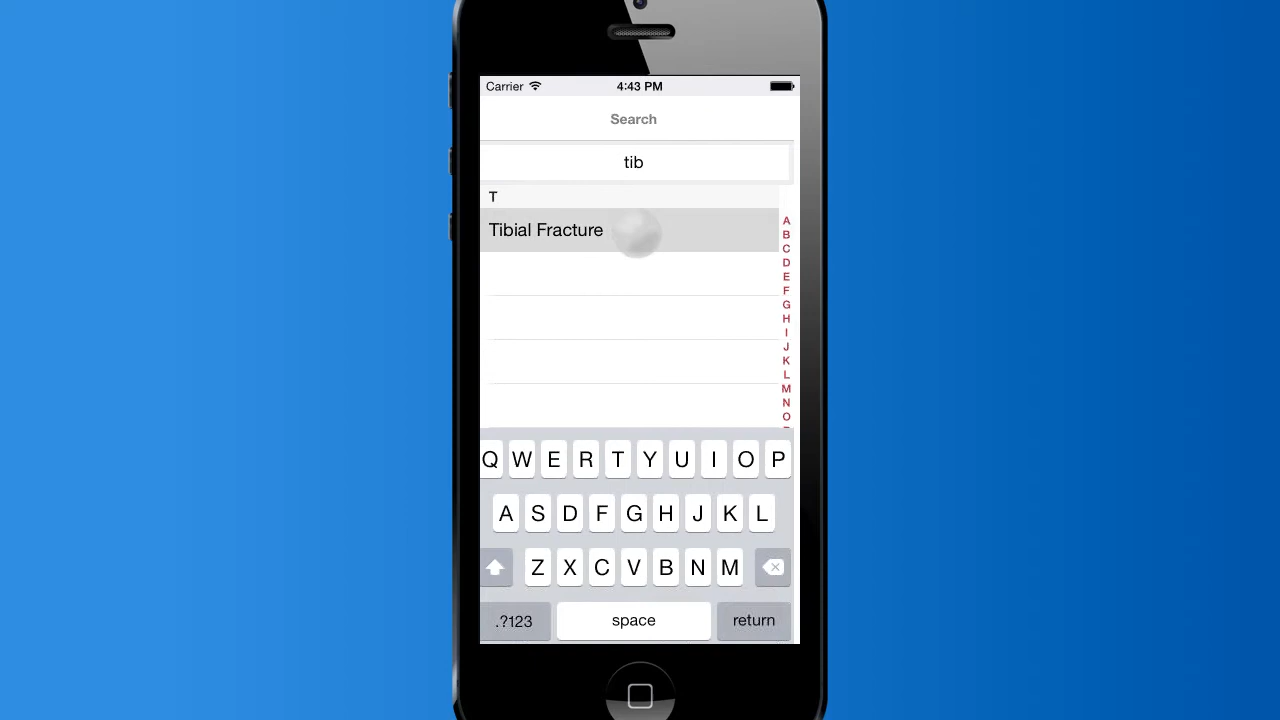 Carrier 4:43 PM
Search
tib
T
Tibial Fracture
A
B
C
D
E
F
G
H
I
J
K
L
M
N
O
Q W E R T Y U I O P
A S D F G H J K L
Z X C V B N M
.?123 space return